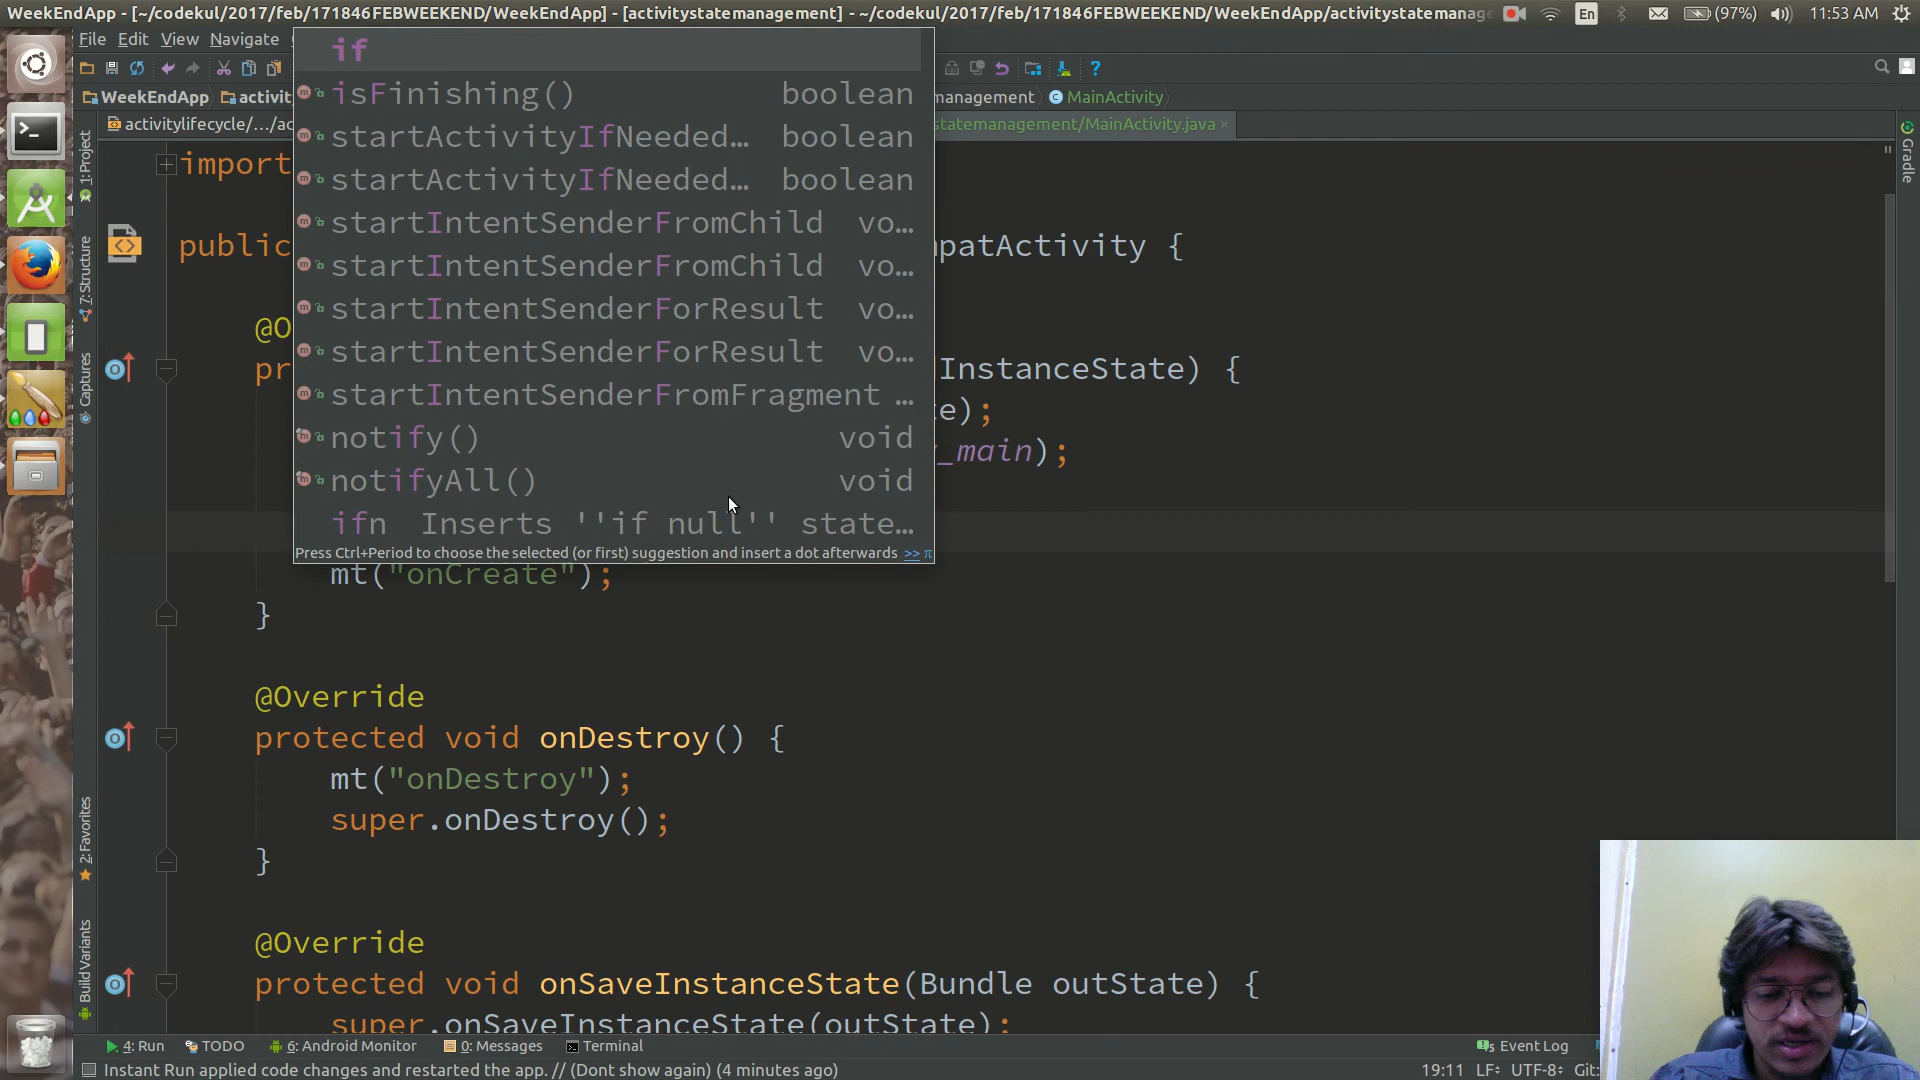 WeekEndApp - [~/codekul/2017/feb/171846FEBWEEKEND/WeekEndApp] - [activitystatemanagement] - ~/codekul/2017/feb/171846FEBWEEKEND/WeekEndApp/activitystatemanage
En
(97%)
11:53 AM
File Edit View Navigate
WeekEndApp
activit
management
MainActivity
activitylifecycle/.../ac
statemanagement/MainActivity.java
1: Project
7: Structure
Captures
2: Favorites
Build Variants
Gradle
if
isFinishing() boolean
startActivityIfNeeded… boolean
startActivityIfNeeded… boolean
startIntentSenderFromChild vo…
startIntentSenderFromChild vo…
startIntentSenderForResult vo…
startIntentSenderForResult vo…
startIntentSenderFromFragment …
notify() void
notifyAll() void
ifn Inserts ''if null'' state…
Press Ctrl+Period to choose the selected (or first) suggestion and insert a dot afterwards >> π
import
public
patActivity {
@O
pr
InstanceState) {
e);
_main);
mt("onCreate");
}
@Override
protected void onDestroy() {
mt("onDestroy");
super.onDestroy();
}
@Override
protected void onSaveInstanceState(Bundle outState) {
super.onSaveInstanceState(outState);
4: Run
TODO
6: Android Monitor
0: Messages
Terminal
Event Log
Instant Run applied code changes and restarted the app. // (Dont show again) (4 minutes ago)
19:11 LF÷ UTF-8÷ Git: